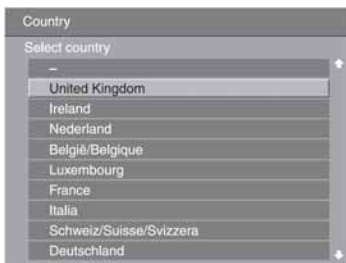 Country
Select country
–
United Kingdom
Ireland
Nederland
België/Belgique
Luxembourg
France
Italia
Schweiz/Suisse/Svizzera
Deutschland